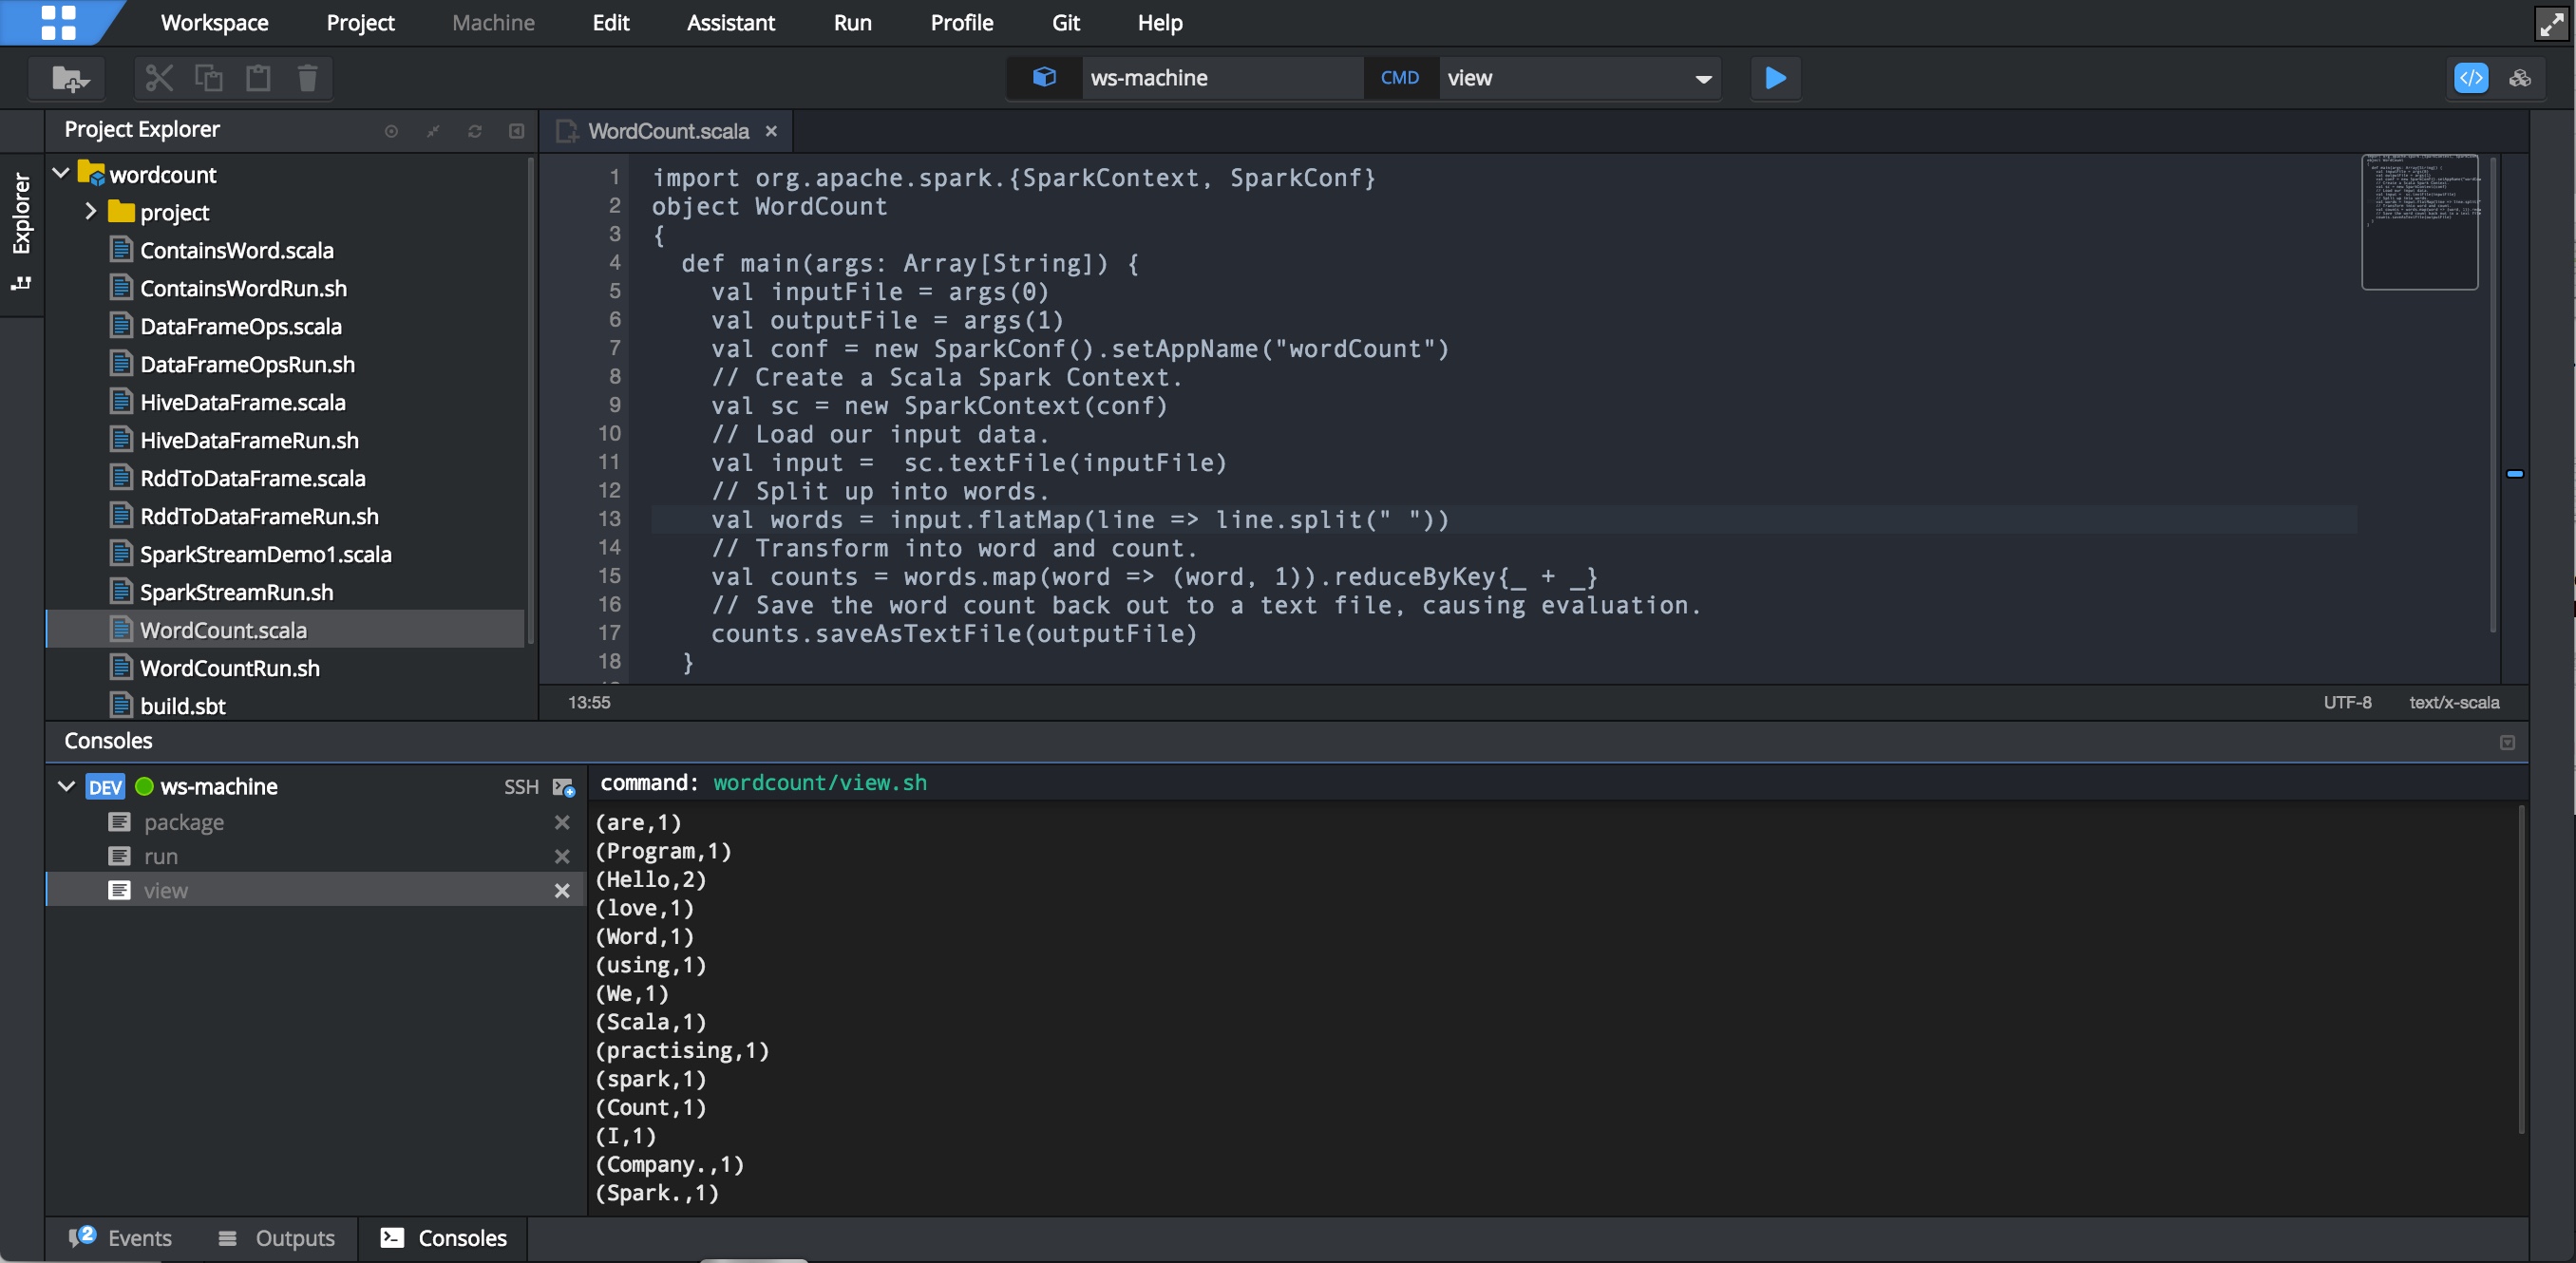 Workspace Project Machine Edit Assistant Run Profile Git Help
ws-machine CMD view
Explorer
Project Explorer
wordcount
project
ContainsWord.scala
ContainsWordRun.sh
DataFrameOps.scala
DataFrameOpsRun.sh
HiveDataFrame.scala
HiveDataFrameRun.sh
RddToDataFrame.scala
RddToDataFrameRun.sh
SparkStreamDemo1.scala
SparkStreamRun.sh
WordCount.scala
WordCountRun.sh
build.sbt
WordCount.scala
1 import org.apache.spark.{SparkContext, SparkConf}
2 object WordCount
3 {
4 def main(args: Array[String]) {
5 val inputFile = args(0)
6 val outputFile = args(1)
7 val conf = new SparkConf().setAppName("wordCount")
8 // Create a Scala Spark Context.
9 val sc = new SparkContext(conf)
10 // Load our input data.
11 val input =  sc.textFile(inputFile)
12 // Split up into words.
13 val words = input.flatMap(line => line.split(" "))
14 // Transform into word and count.
15 val counts = words.map(word => (word, 1)).reduceByKey{_ + _}
16 // Save the word count back out to a text file, causing evaluation.
17 counts.saveAsTextFile(outputFile)
18 }
13:55 UTF-8 text/x-scala
Consoles
DEV ws-machine SSH
package
run
view
command: wordcount/view.sh
(are,1)
(Program,1)
(Hello,2)
(love,1)
(Word,1)
(using,1)
(We,1)
(Scala,1)
(practising,1)
(spark,1)
(Count,1)
(I,1)
(Company.,1)
(Spark.,1)
2 Events Outputs Consoles